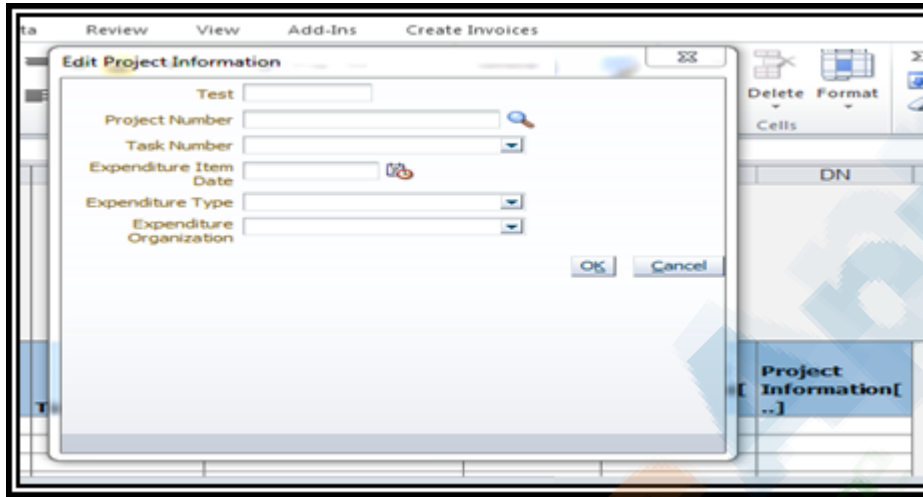 ta Review View Add-Ins Create Invoices
Edit Project Information
Delete Format
Cells
Test
Project Number
Task Number
Expenditure Item
Date
Expenditure Type
Expenditure
Organization
OK Cancel
DN
Project
Information[
..]
T
[